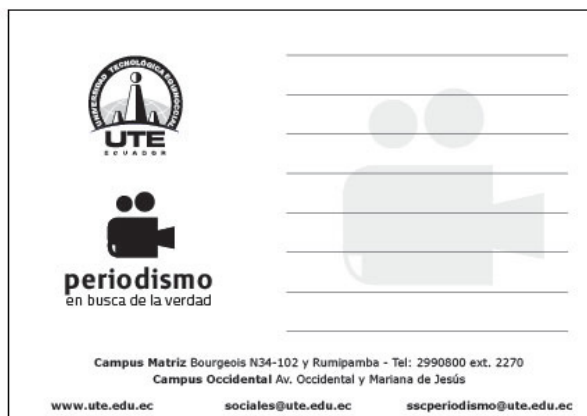 UNIVERSIDAD TECNOLÓGICA EQUINOCCIAL
UTE
ECUADOR
periodismo
en busca de la verdad
Campus Matriz Bourgeois N34-102 y Rumipamba - Tel: 2990800 ext. 2270
Campus Occidental Av. Occidental y Mariana de Jesús
www.ute.edu.ec sociales@ute.edu.ec sscperiodismo@ute.edu.ec